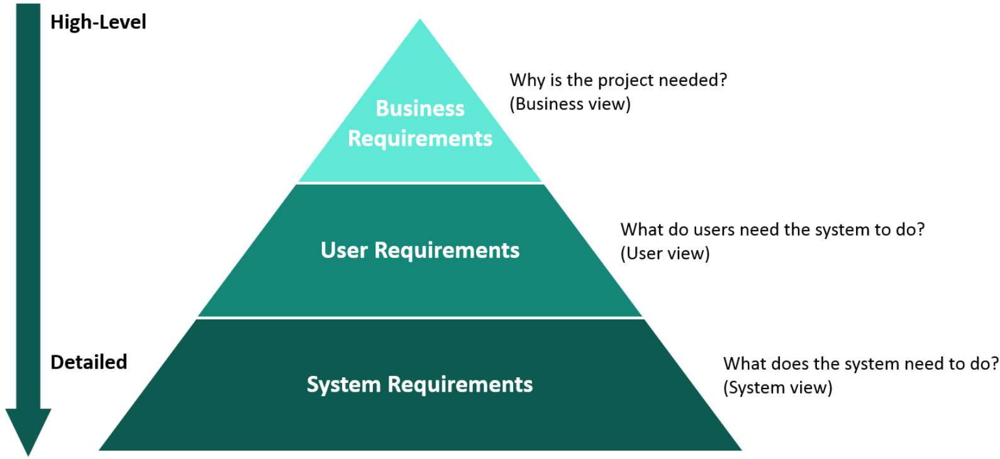 High-Level
Business
Requirements
Why is the project needed?
(Business view)
User Requirements
What do users need the system to do?
(User view)
Detailed
System Requirements
What does the system need to do?
(System view)